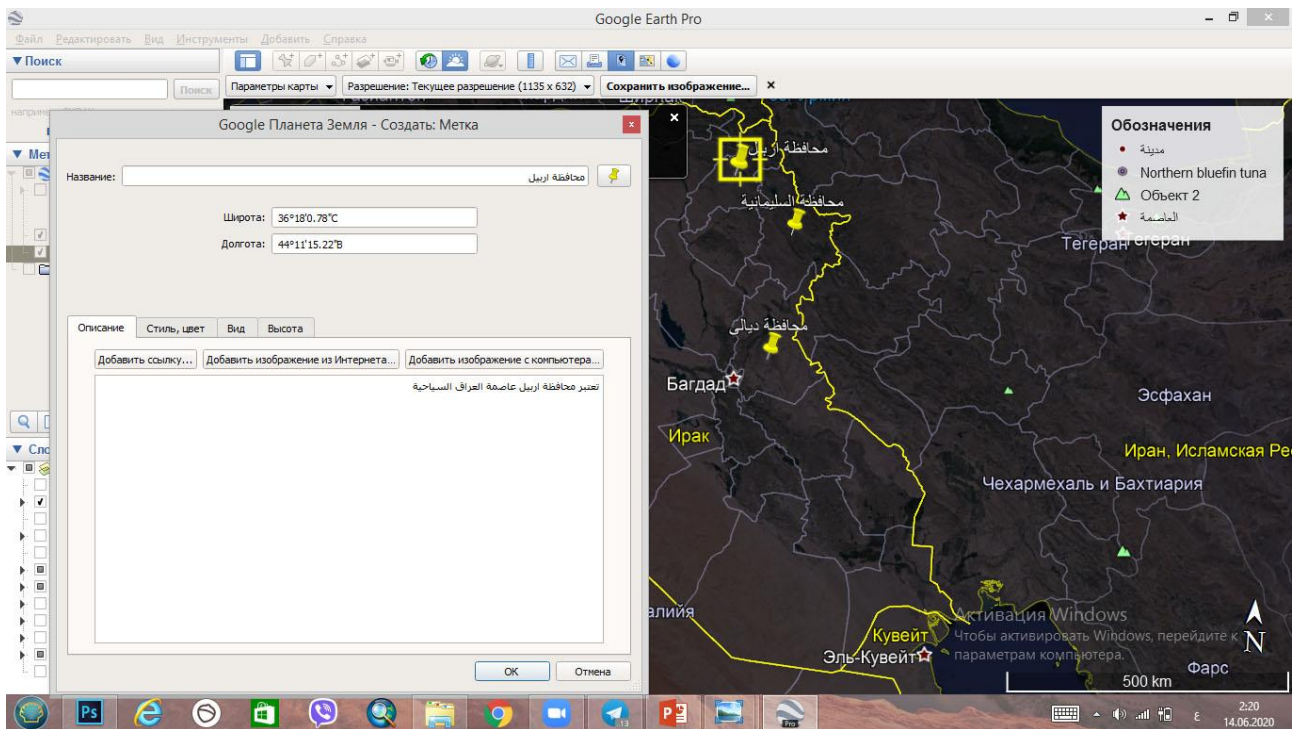 Google Earth Pro
Файл Редактировать Вид Инструменты Добавить Справка
Поиск
Поиск
Параметры карты
Разрешение: Текущее разрешение (1135 x 632)
Сохранить изображение...
Google Планета Земля - Создать: Метка
Название: محافظة اربيل
Широта: 36°18'0.78"С
Долгота: 44°11'15.22"В
Описание Стиль, цвет Вид Высота
Добавить ссылку... Добавить изображение из Интернета... Добавить изображение с компьютера...
تعتبر محافظة اربيل عاصمة العراق السياحية
OK Отмена
محافظة اربيل
محافظة السليمانية
محافظة ديالى
Багдад
Ирак
Тегеран
Тегеран
Эсфахан
Иран, Исламская Ре
Чехармехаль и Бахтиария
Кувейт
Эль-Кувейт
Фарс
Обозначения
مدينة
Northern bluefin tuna
Объект 2
العاصمة
Активация Windows
Чтобы активировать Windows, перейдите к
параметрам компьютера.
N
500 km
Ps
13
Pro
ع
2:20
14.06.2020